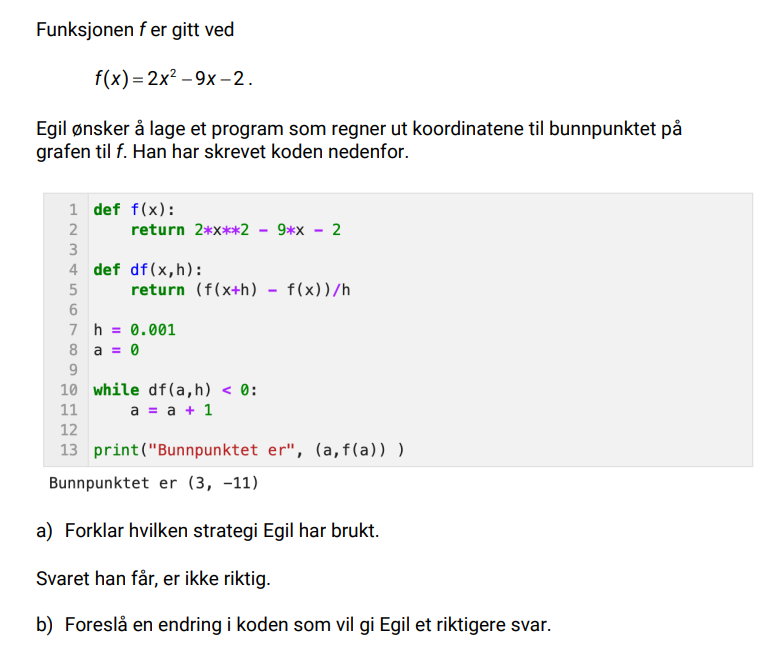 Funksjonen f er gitt ved
f(x) = 2x² – 9x – 2 .
Egil ønsker å lage et program som regner ut koordinatene til bunnpunktet på
grafen til f. Han har skrevet koden nedenfor.
1 def f(x):
2     return 2*x**2 - 9*x - 2
3
4 def df(x,h):
5     return (f(x+h) - f(x))/h
6
7 h = 0.001
8 a = 0
9
10 while df(a,h) < 0:
11     a = a + 1
12
13 print("Bunnpunktet er", (a,f(a)) )
Bunnpunktet er (3, -11)
a) Forklar hvilken strategi Egil har brukt.
Svaret han får, er ikke riktig.
b) Foreslå en endring i koden som vil gi Egil et riktigere svar.